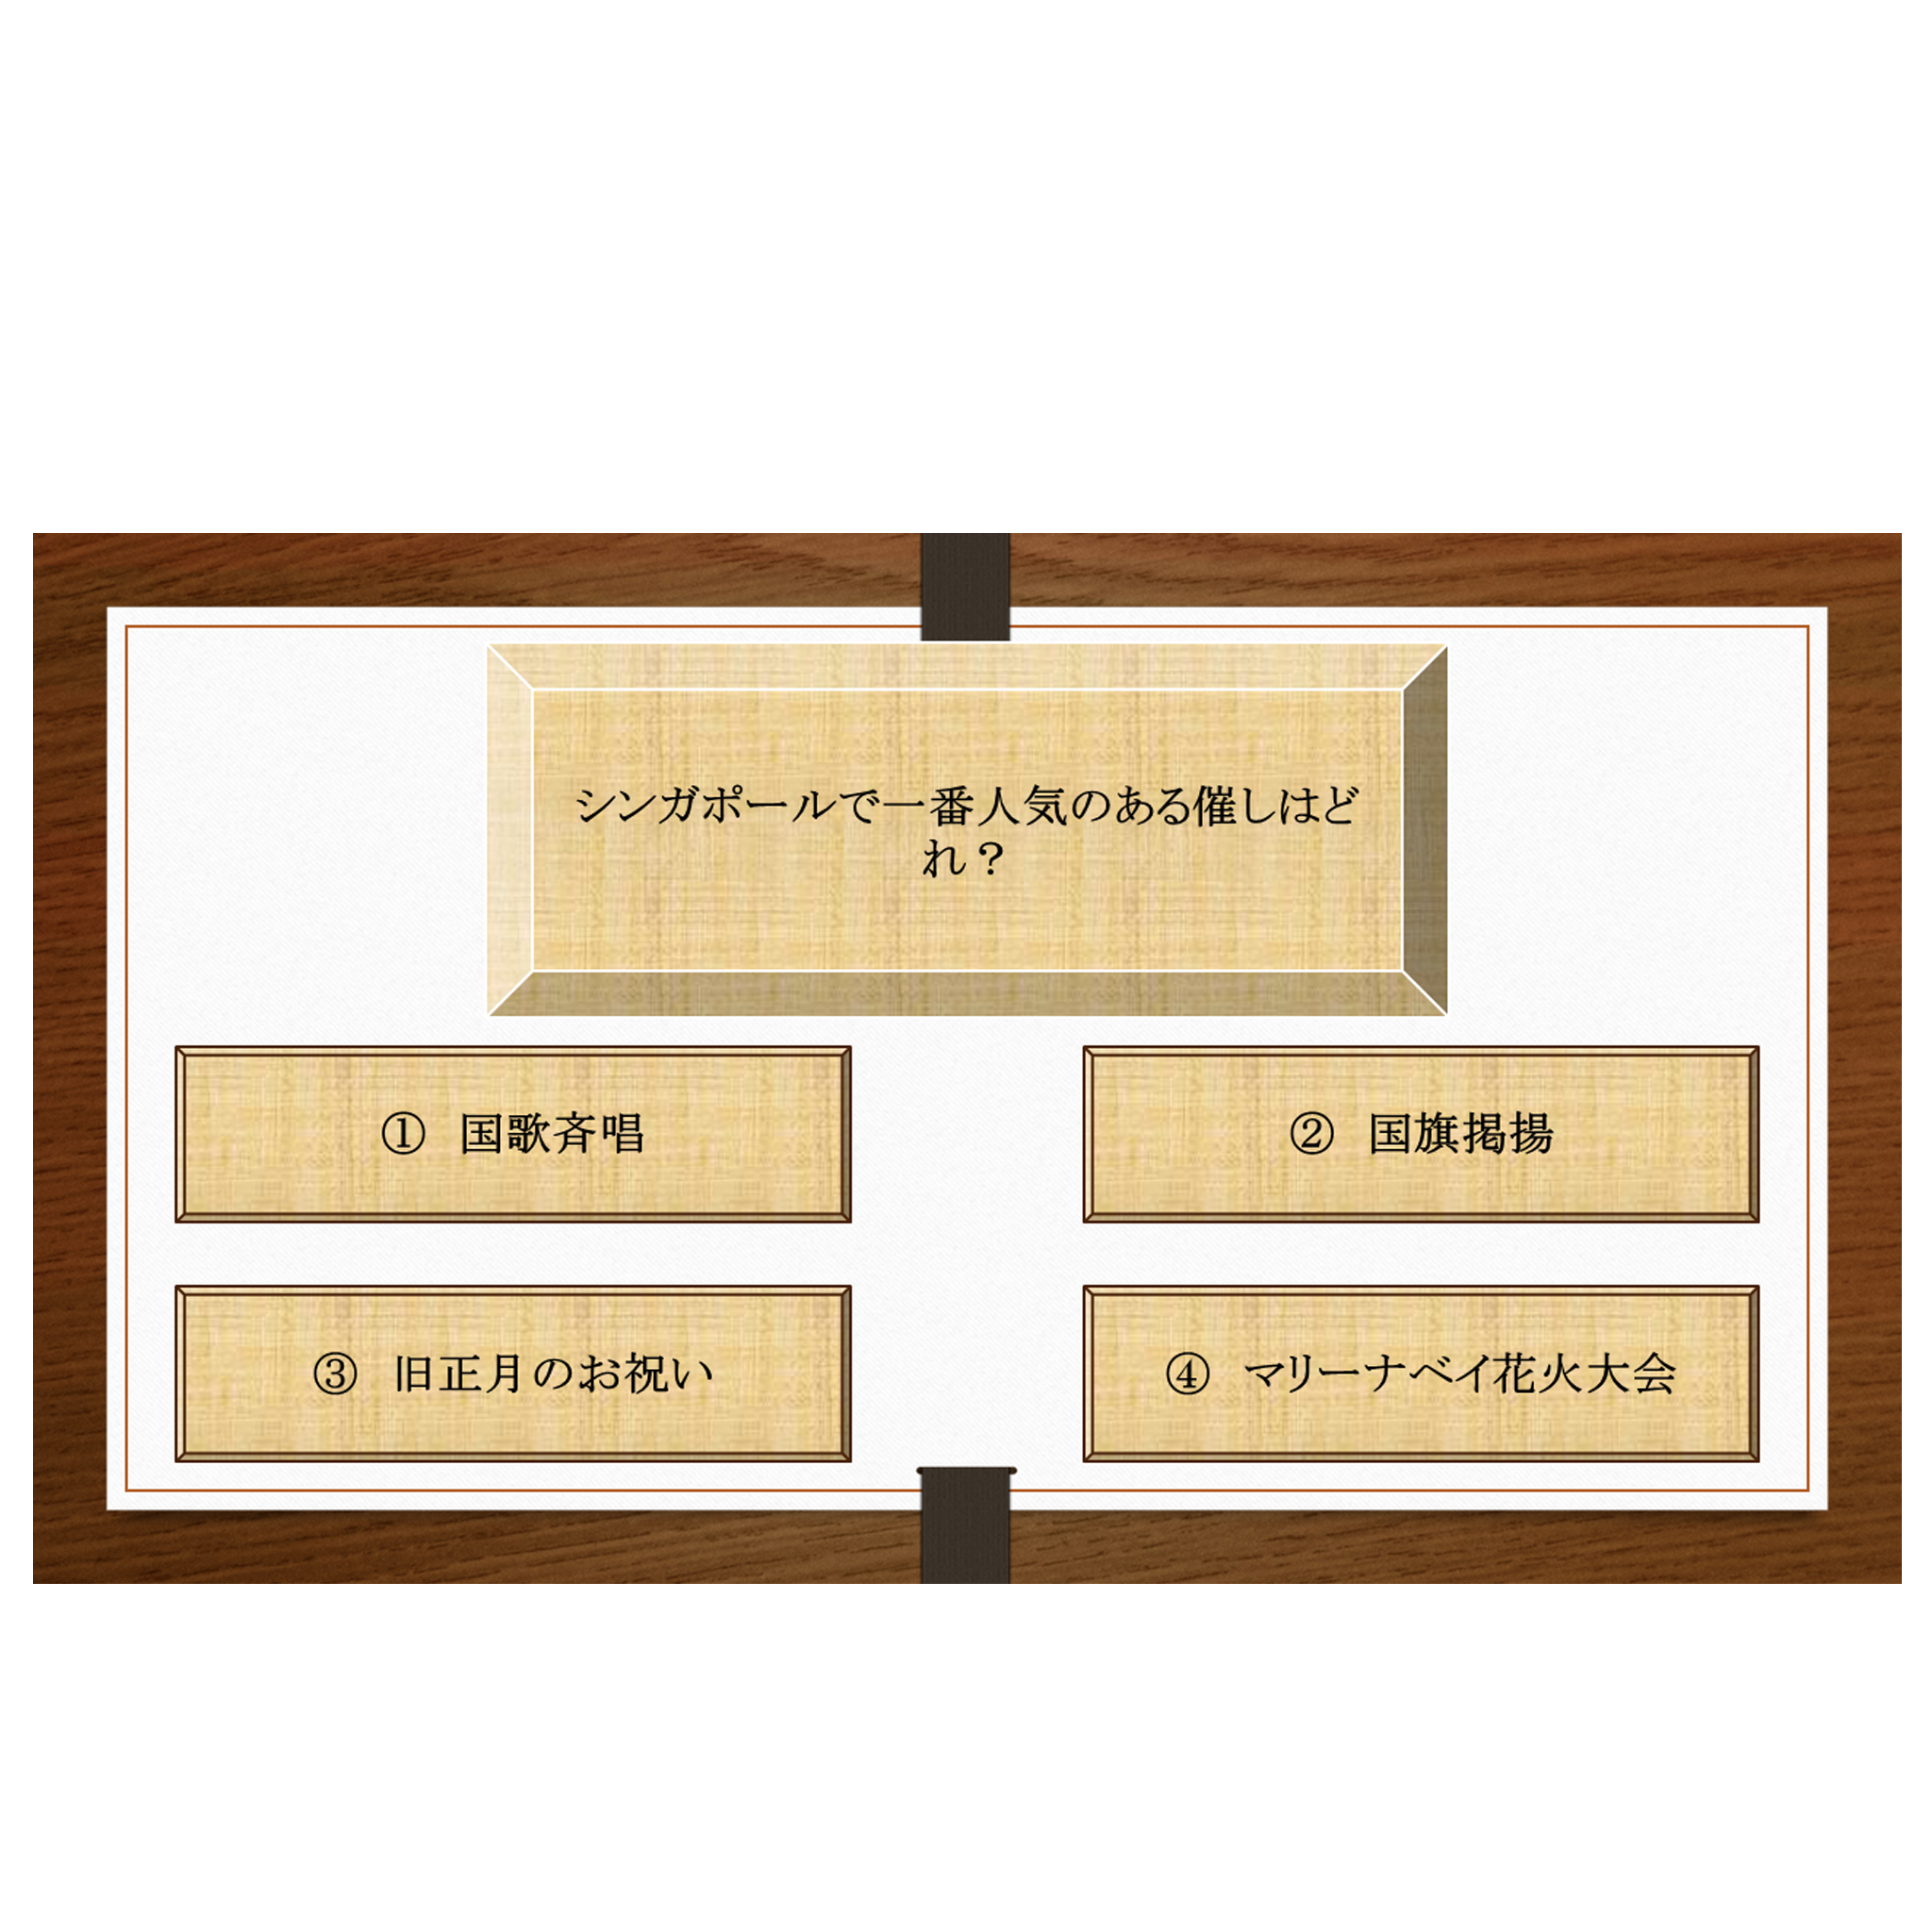 シンガポールで一番人気のある催しはど
れ？
①　国歌斉唱
②　国旗掲揚
③　旧正月のお祝い
④　マリーナベイ花火大会